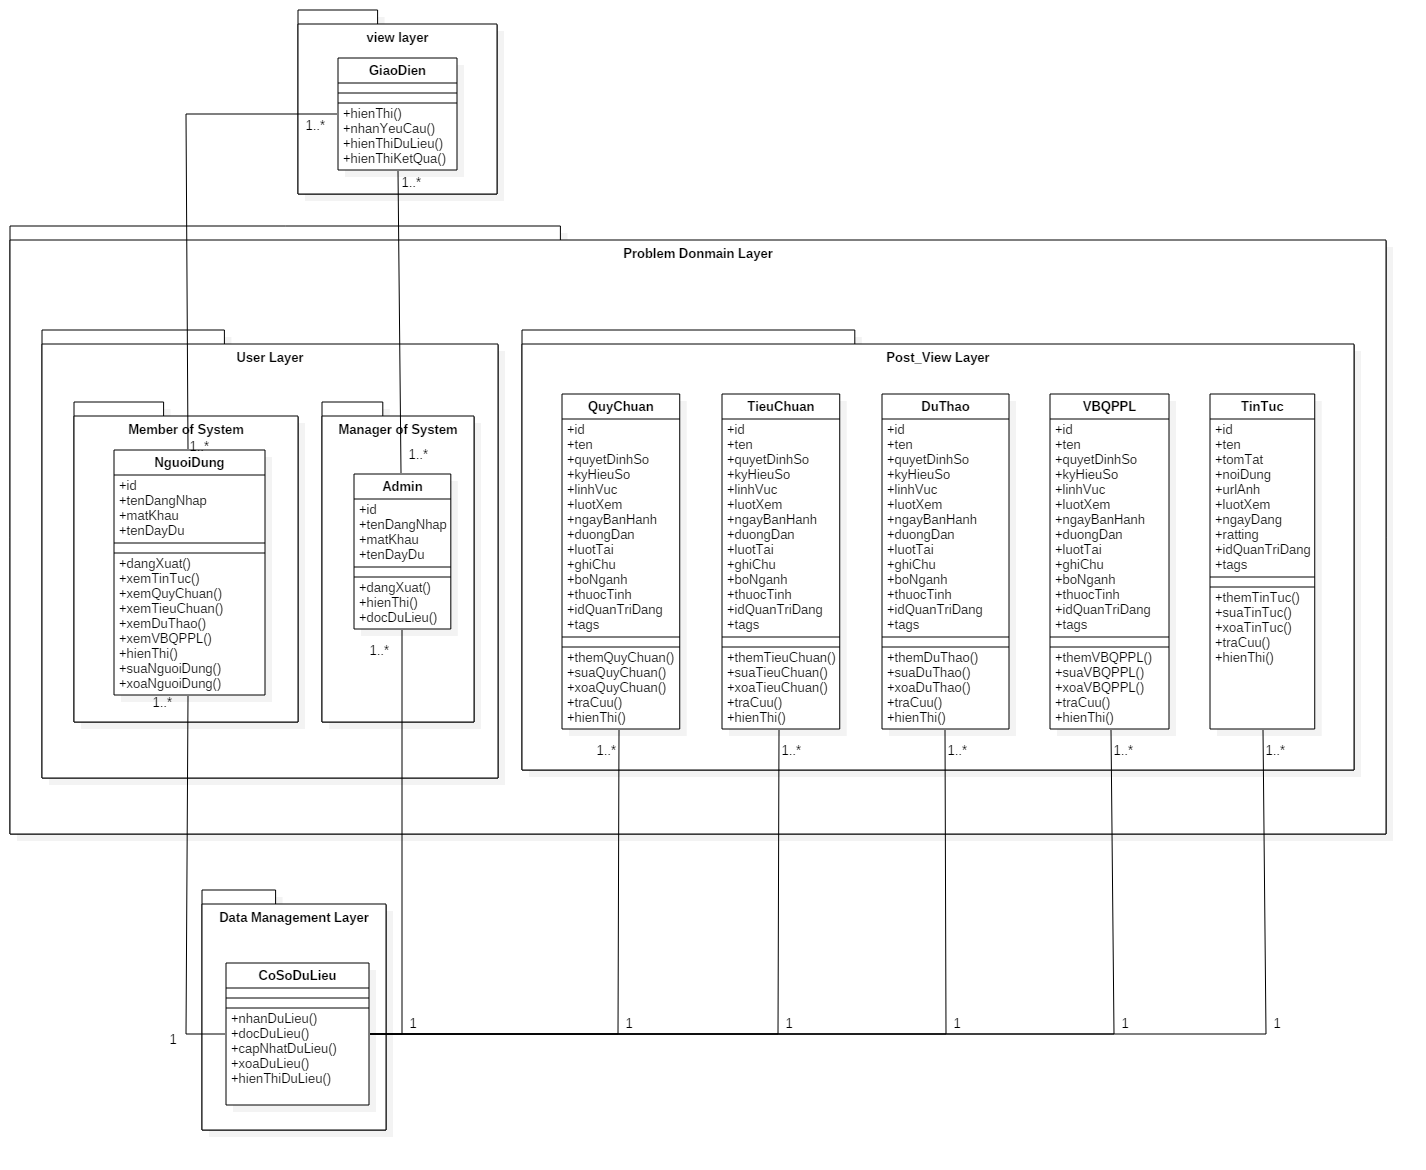 view layer
GiaoDien
+hienThi()
+nhanYeuCau()
+hienThiDuLieu()
+hienThiKetQua()
1..*
1..*
Problem Donmain Layer
User Layer
Member of System
1..*
NguoiDung
+id
+tenDangNhap
+matKhau
+tenDayDu
+dangXuat()
+xemTinTuc()
+xemQuyChuan()
+xemTieuChuan()
+xemDuThao()
+xemVBQPPL()
+hienThi()
+suaNguoiDung()
+xoaNguoiDung()
1..*
Manager of System
1..*
Admin
+id
+tenDangNhap
+matKhau
+tenDayDu
+dangXuat()
+hienThi()
+docDuLieu()
1..*
Post_View Layer
QuyChuan
+id
+ten
+quyetDinhSo
+kyHieuSo
+linhVuc
+luotXem
+ngayBanHanh
+duongDan
+luotTai
+ghiChu
+boNganh
+thuocTinh
+idQuanTriDang
+tags
+themQuyChuan()
+suaQuyChuan()
+xoaQuyChuan()
+traCuu()
+hienThi()
1..*
TieuChuan
+id
+ten
+quyetDinhSo
+kyHieuSo
+linhVuc
+luotXem
+ngayBanHanh
+duongDan
+luotTai
+ghiChu
+boNganh
+thuocTinh
+idQuanTriDang
+tags
+themTieuChuan()
+suaTieuChuan()
+xoaTieuChuan()
+traCuu()
+hienThi()
1..*
DuThao
+id
+ten
+quyetDinhSo
+kyHieuSo
+linhVuc
+luotXem
+ngayBanHanh
+duongDan
+luotTai
+ghiChu
+boNganh
+thuocTinh
+idQuanTriDang
+tags
+themDuThao()
+suaDuThao()
+xoaDuThao()
+traCuu()
+hienThi()
1..*
VBQPPL
+id
+ten
+quyetDinhSo
+kyHieuSo
+linhVuc
+luotXem
+ngayBanHanh
+duongDan
+luotTai
+ghiChu
+boNganh
+thuocTinh
+idQuanTriDang
+tags
+themVBQPPL()
+suaVBQPPL()
+xoaVBQPPL()
+traCuu()
+hienThi()
1..*
TinTuc
+id
+ten
+tomTat
+noiDung
+urlAnh
+luotXem
+ngayDang
+ratting
+idQuanTriDang
+tags
+themTinTuc()
+suaTinTuc()
+xoaTinTuc()
+traCuu()
+hienThi()
1..*
Data Management Layer
CoSoDuLieu
+nhanDuLieu()
+docDuLieu()
+capNhatDuLieu()
+xoaDuLieu()
+hienThiDuLieu()
1
1
1
1
1
1
1